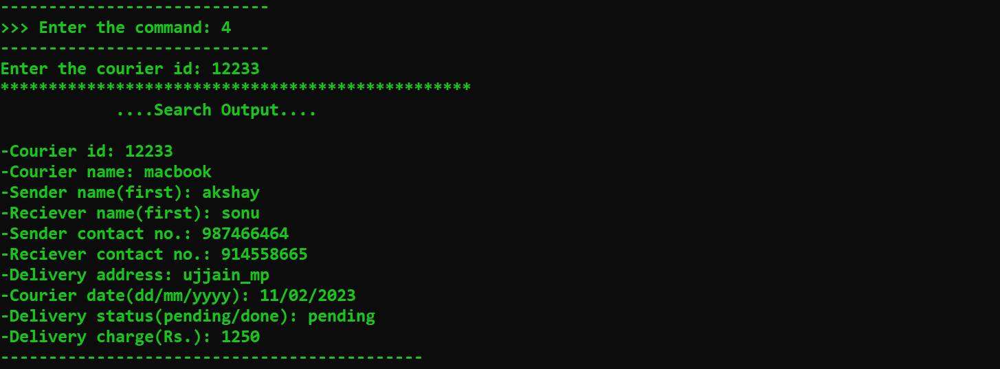 ----------------------------
>>> Enter the command: 4
----------------------------
Enter the courier id: 12233
*************************************************
....Search Output....
-Courier id: 12233
-Courier name: macbook
-Sender name(first): akshay
-Reciever name(first): sonu
-Sender contact no.: 987466464
-Reciever contact no.: 914558665
-Delivery address: ujjain_mp
-Courier date(dd/mm/yyyy): 11/02/2023
-Delivery status(pending/done): pending
-Delivery charge(Rs.): 1250
--------------------------------------------